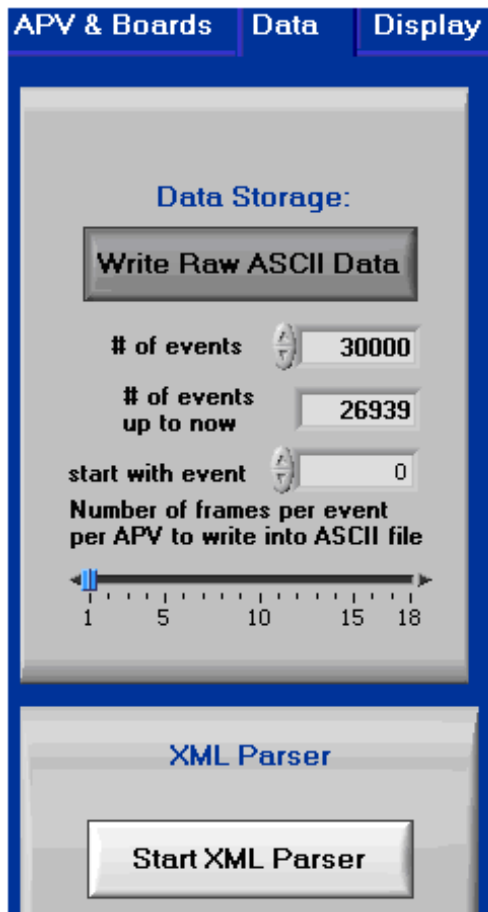 APV & Boards Data Display
Data Storage:
Write Raw ASCII Data
# of events 30000
# of events
up to now 26939
start with event 0
Number of frames per event
per APV to write into ASCII file
1 5 10 15 18
XML Parser
Start XML Parser